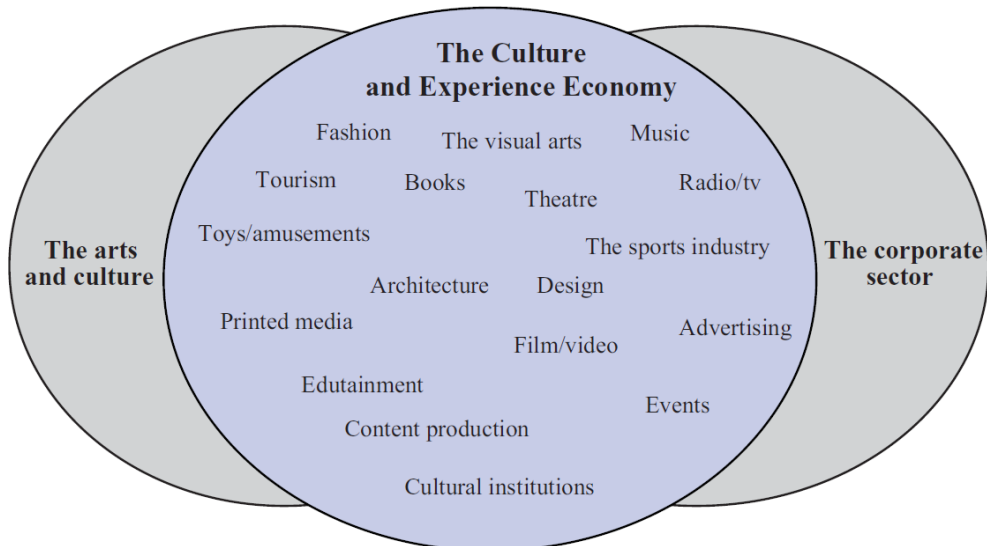 The Culture
and Experience Economy
Fashion
The visual arts
Music
Tourism
Books
Theatre
Radio/tv
Toys/amusements
The sports industry
The arts
and culture
The corporate
sector
Architecture
Design
Printed media
Film/video
Advertising
Edutainment
Events
Content production
Cultural institutions